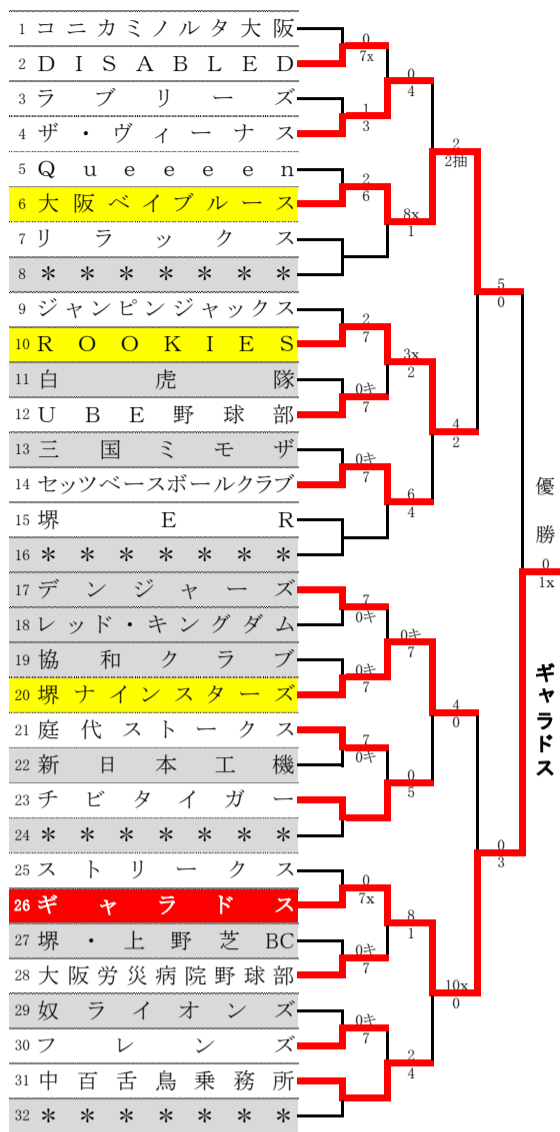 1 コニカミノルタ大阪
2 DISABLED
3 ラブリーズ
4 ザ・ヴィーナス
5 Queeen
6 大阪ベイブルース
7 リラックス
8 *******
9 ジャンピンジャックス
10 ROOKIES
11 白虎隊
12 UBE野球部
13 三国ミモザ
14 セッツベースボールクラブ
15 堺ER
16 *******
17 デンジャーズ
18 レッド・キングダム
19 協和クラブ
20 堺ナインスターズ
21 庭代ストークス
22 新日本工機
23 チビタイガー
24 *******
25 ストリークス
26 ギャラドス
27 堺・上野芝BC
28 大阪労災病院野球部
29 奴ライオンズ
30 フレンズ
31 中百舌鳥乗務所
32 *******
0
7x
1
3
2
6
2
7
0キ
7
0キ
7
7
0キ
0キ
7
7
0キ
0
7x
0キ
7
0キ
7
0
4
8x
1
3x
2
6
4
0キ
7
0
5
8
1
2
4
2
2抽
4
2
4
0
10x
0
5
0
0
3
0
1x
優勝
ギャラドス